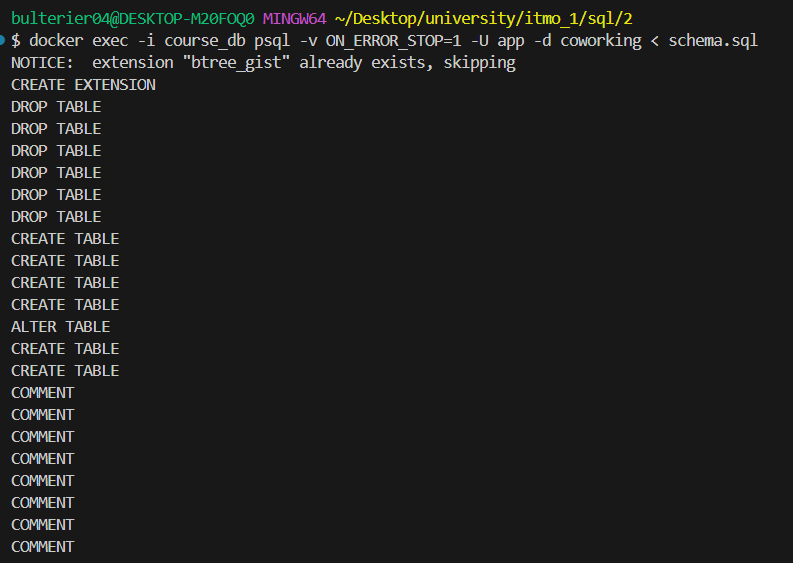 bulterier04@DESKTOP-M20FOQ0 MINGW64 ~/Desktop/university/itmo_1/sql/2
$ docker exec -i course_db psql -v ON_ERROR_STOP=1 -U app -d coworking < schema.sql
NOTICE:  extension "btree_gist" already exists, skipping
CREATE EXTENSION
DROP TABLE
DROP TABLE
DROP TABLE
DROP TABLE
DROP TABLE
DROP TABLE
CREATE TABLE
CREATE TABLE
CREATE TABLE
CREATE TABLE
ALTER TABLE
CREATE TABLE
CREATE TABLE
COMMENT
COMMENT
COMMENT
COMMENT
COMMENT
COMMENT
COMMENT
COMMENT